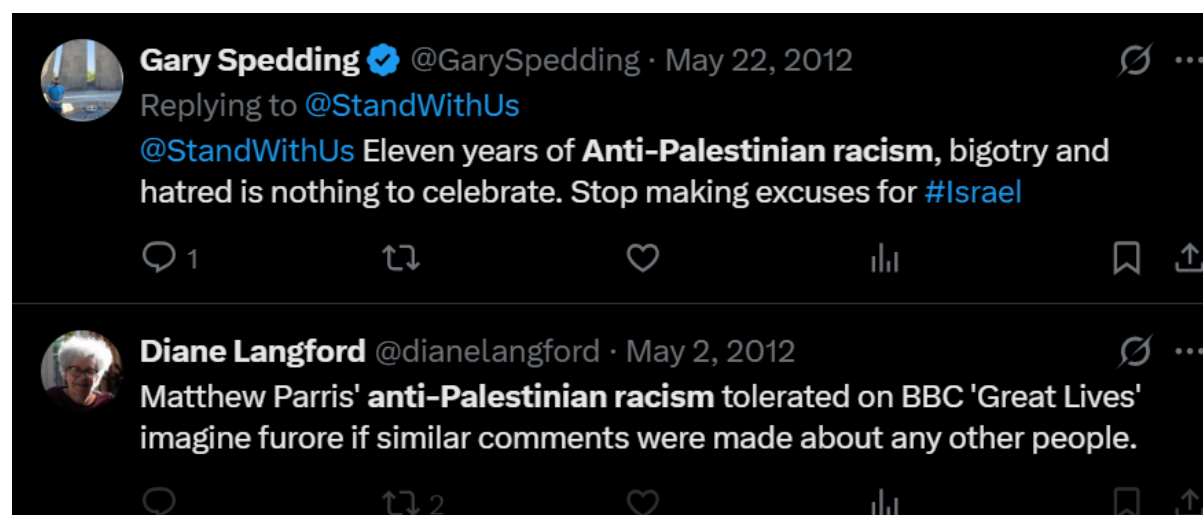 Gary Spedding @GarySpedding · May 22, 2012
Replying to @StandWithUs
@StandWithUs Eleven years of Anti-Palestinian racism, bigotry and
hatred is nothing to celebrate. Stop making excuses for #Israel
1
Diane Langford @dianelangford · May 2, 2012
Matthew Parris' anti-Palestinian racism tolerated on BBC 'Great Lives'
imagine furore if similar comments were made about any other people.
2